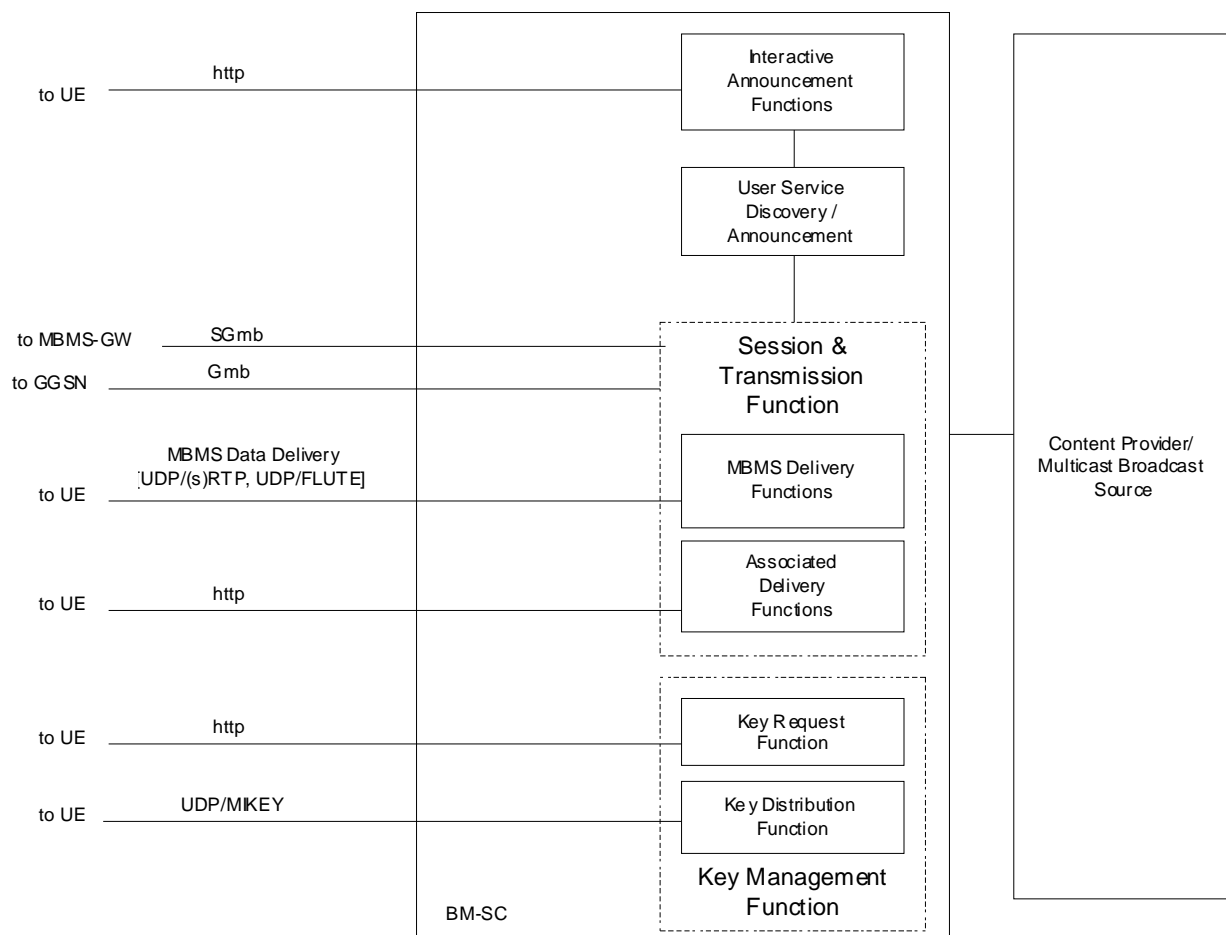 Interactive
Announcement
Functions
http
to UE
User Service
Discovery /
Announcement
to MBMS-GW
SGmb
to GGSN
Gmb
Session &
Transmission
Function
MBMS Data Delivery
[UDP/(s)RTP, UDP/FLUTE]
to UE
MBMS Delivery
Functions
Content Provider/
Multicast Broadcast
Source
Associated
Delivery
Functions
http
to UE
Key Request
Function
http
to UE
UDP/MIKEY
to UE
Key Distribution
Function
Key Management
Function
BM-SC